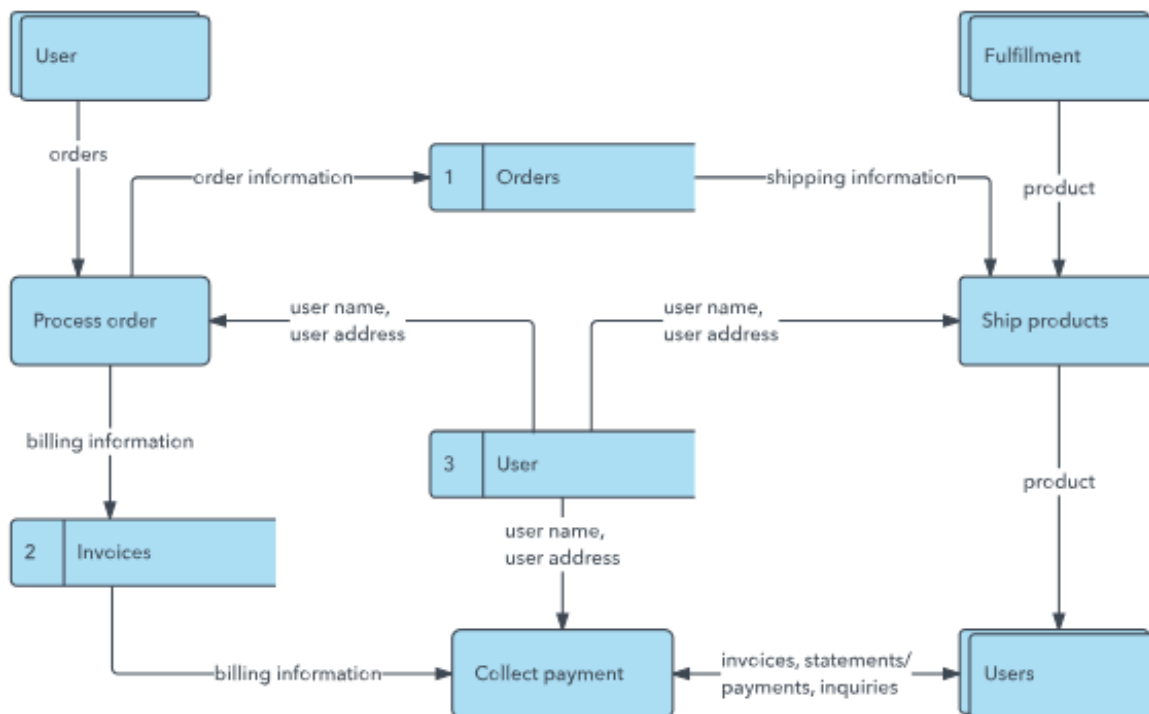 User
Fulfillment
orders
order information
1 Orders
shipping information
product
Process order
user name,
user address
user name,
user address
Ship products
billing information
3 User
product
2 Invoices
user name,
user address
billing information
Collect payment
invoices, statements/
payments, inquiries
Users